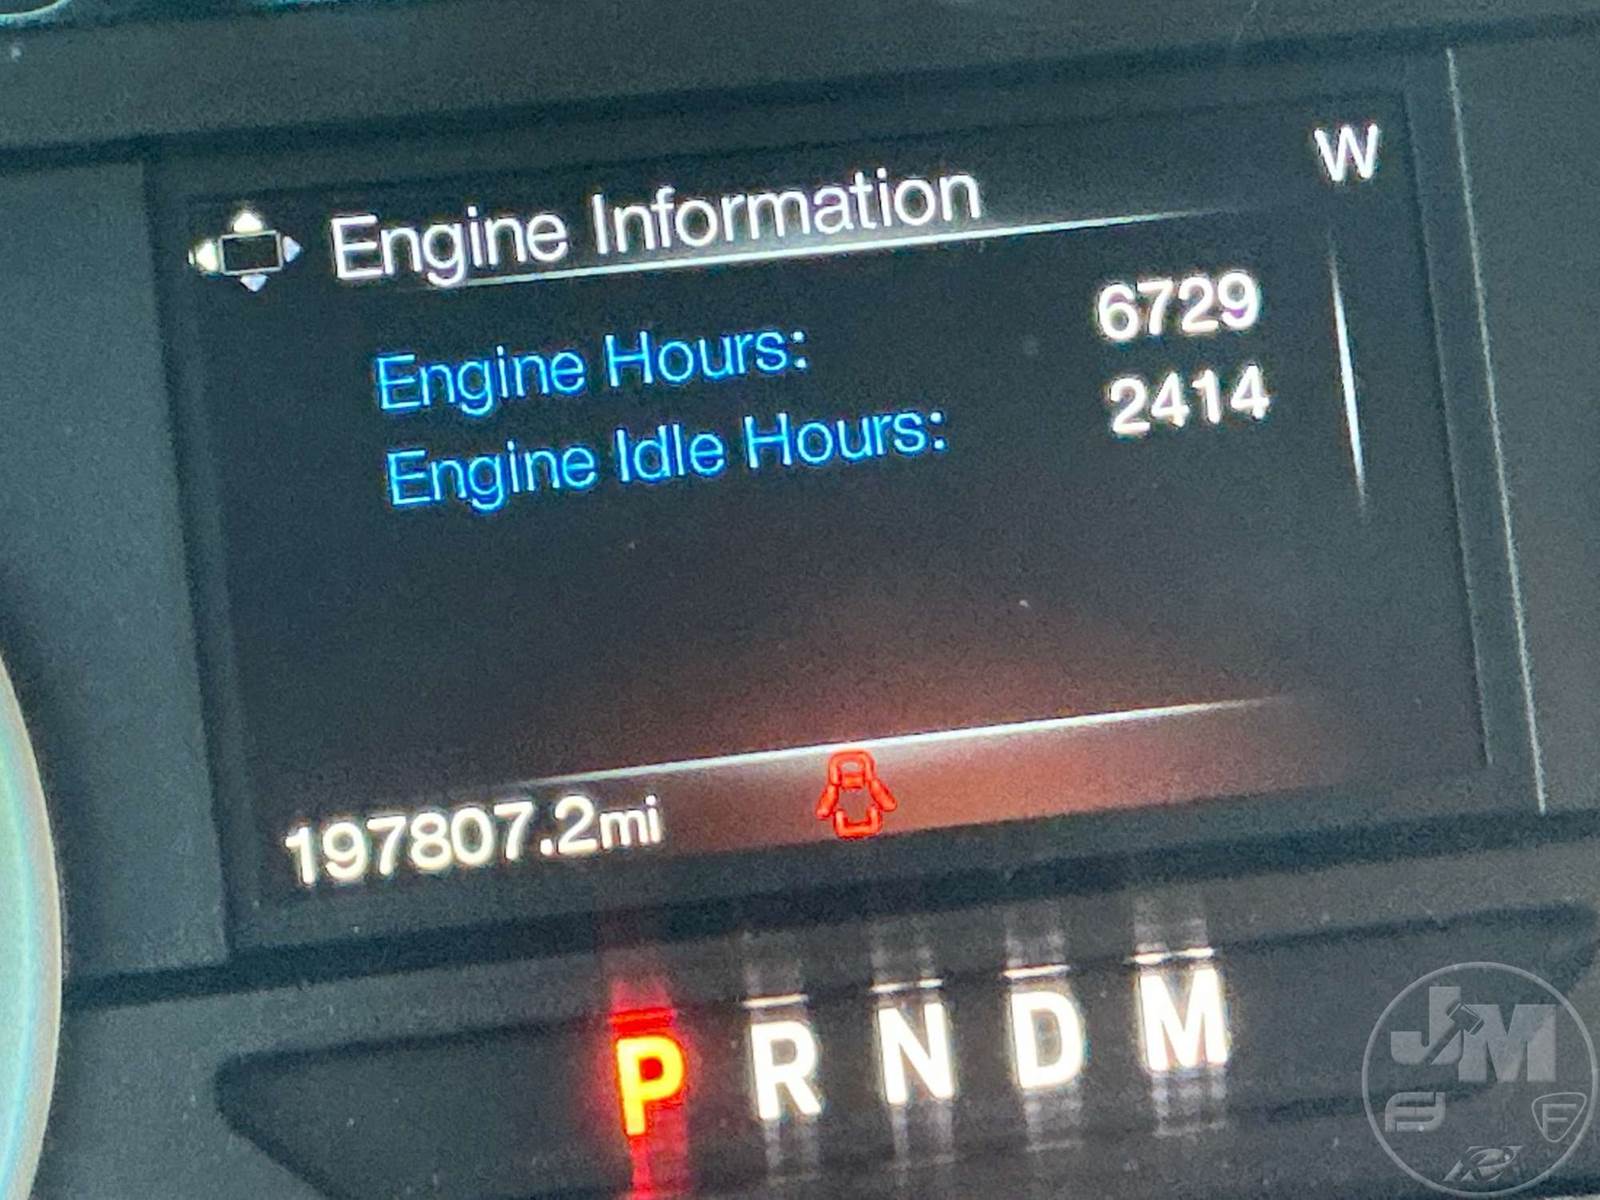 W
Engine Information
Engine Hours: 6729
Engine Idle Hours: 2414
197807.2mi
P R N D M
JM
F